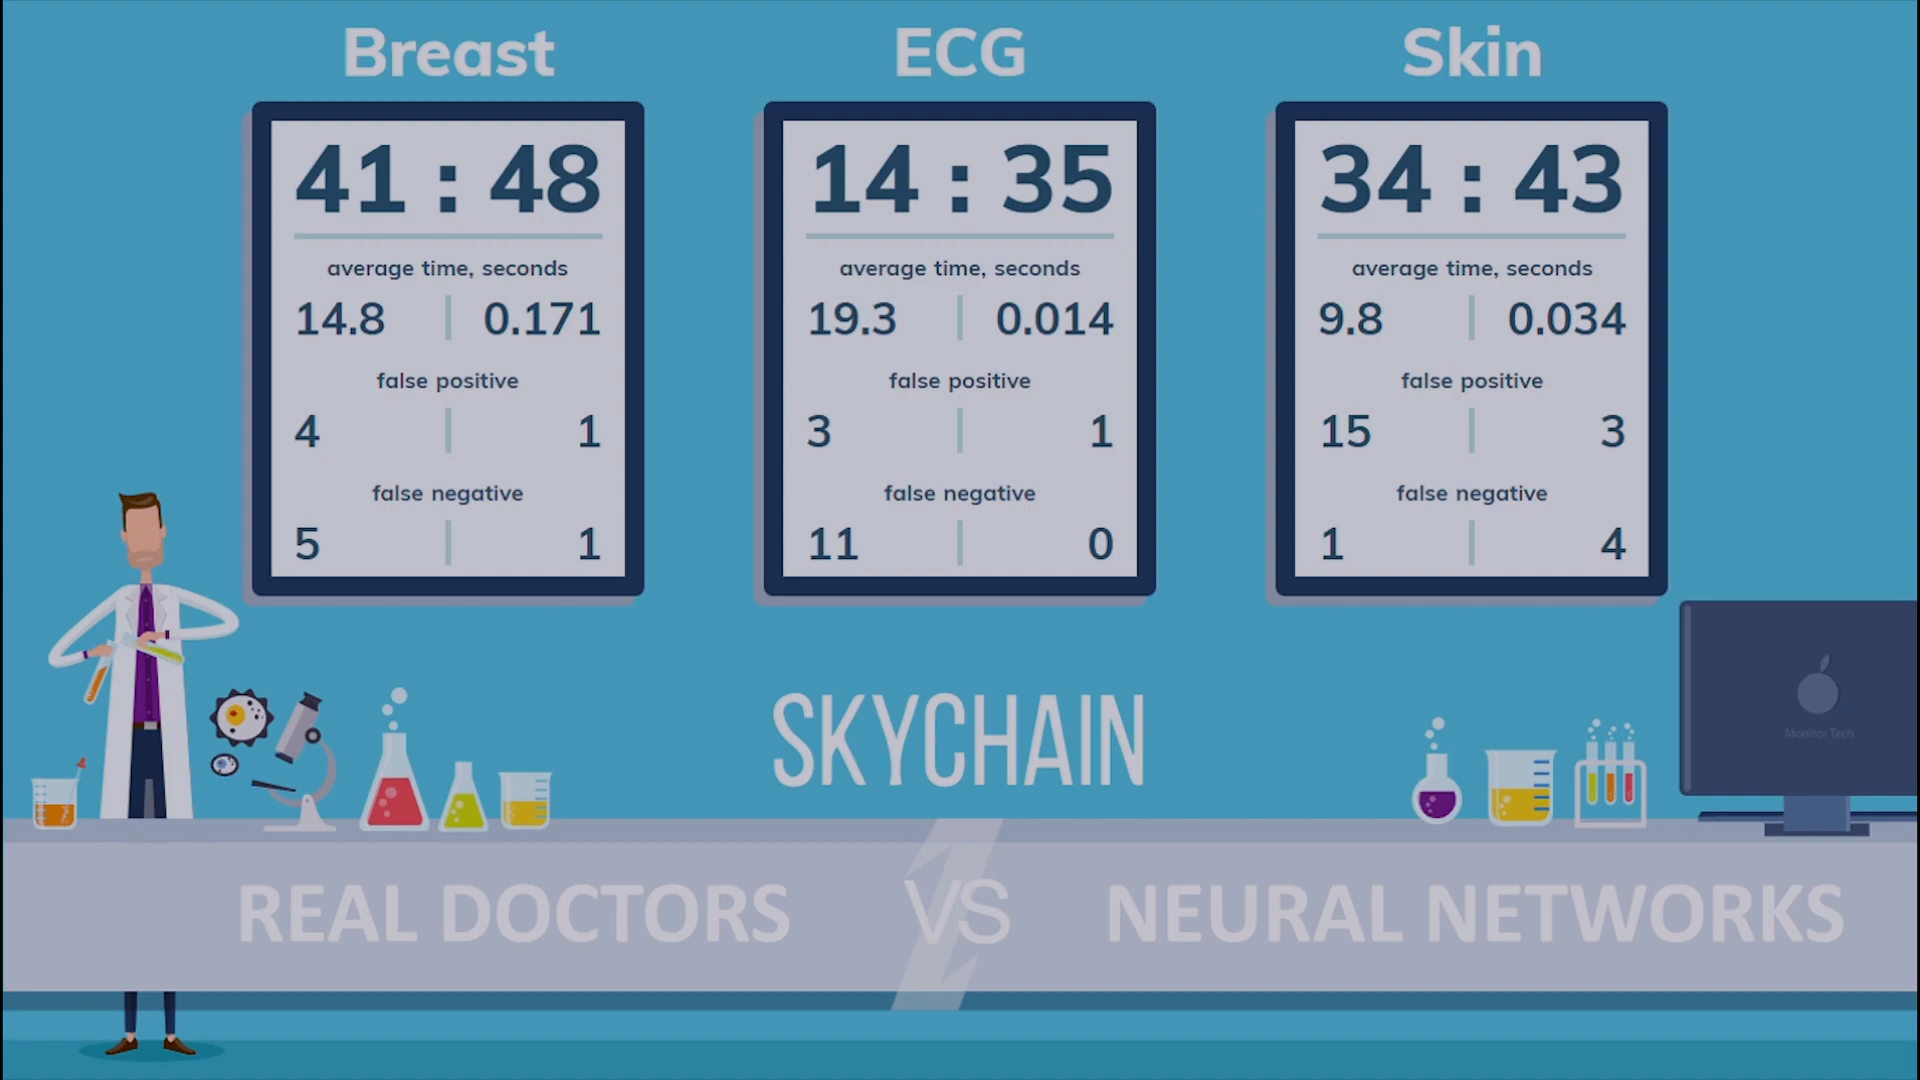 Breast
41 : 48
average time, seconds
14.8 0.171
false positive
4 1
false negative
5 1
ECG
14 : 35
average time, seconds
19.3 0.014
false positive
3 1
false negative
11 0
Skin
34 : 43
average time, seconds
9.8 0.034
false positive
15 3
false negative
1 4
SKYCHAIN
MonitorTech
REAL DOCTORS VS NEURAL NETWORKS